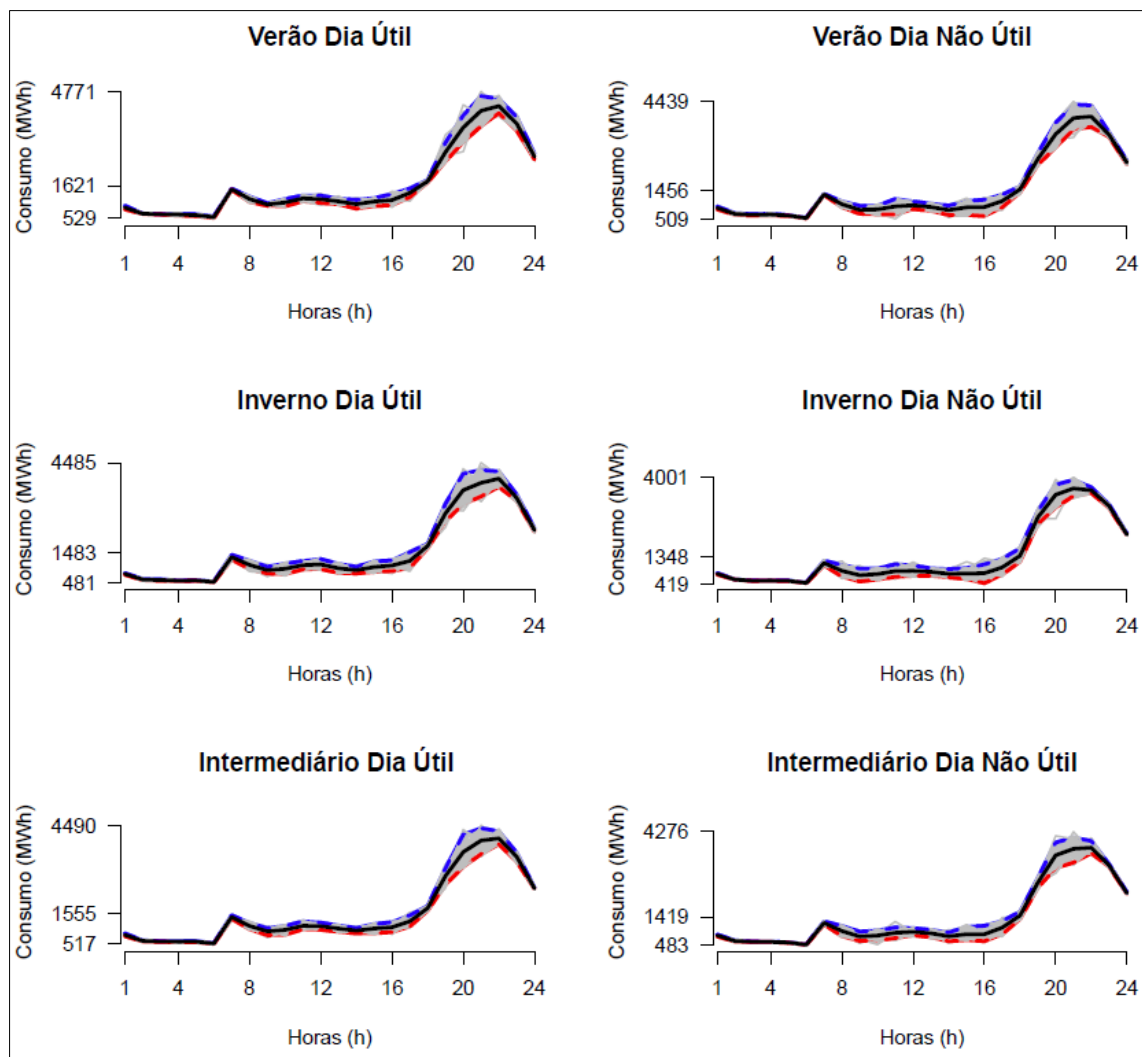 Verão Dia Útil
Consumo (MWh)
4771
1621
529
1 4 8 12 16 20 24
Horas (h)
Verão Dia Não Útil
Consumo (MWh)
4439
1456
509
1 4 8 12 16 20 24
Horas (h)
Inverno Dia Útil
Consumo (MWh)
4485
1483
481
1 4 8 12 16 20 24
Horas (h)
Inverno Dia Não Útil
Consumo (MWh)
4001
1348
419
1 4 8 12 16 20 24
Horas (h)
Intermediário Dia Útil
Consumo (MWh)
4490
1555
517
1 4 8 12 16 20 24
Horas (h)
Intermediário Dia Não Útil
Consumo (MWh)
4276
1419
483
1 4 8 12 16 20 24
Horas (h)